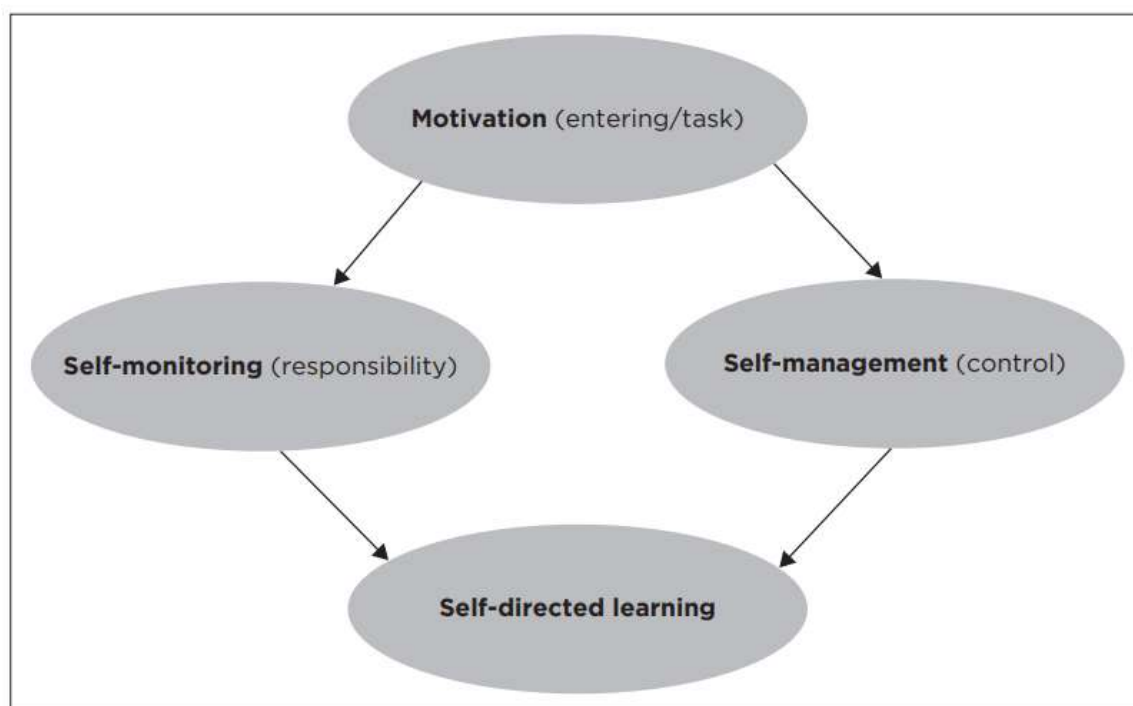 Motivation (entering/task)
Self-monitoring (responsibility)
Self-management (control)
Self-directed learning